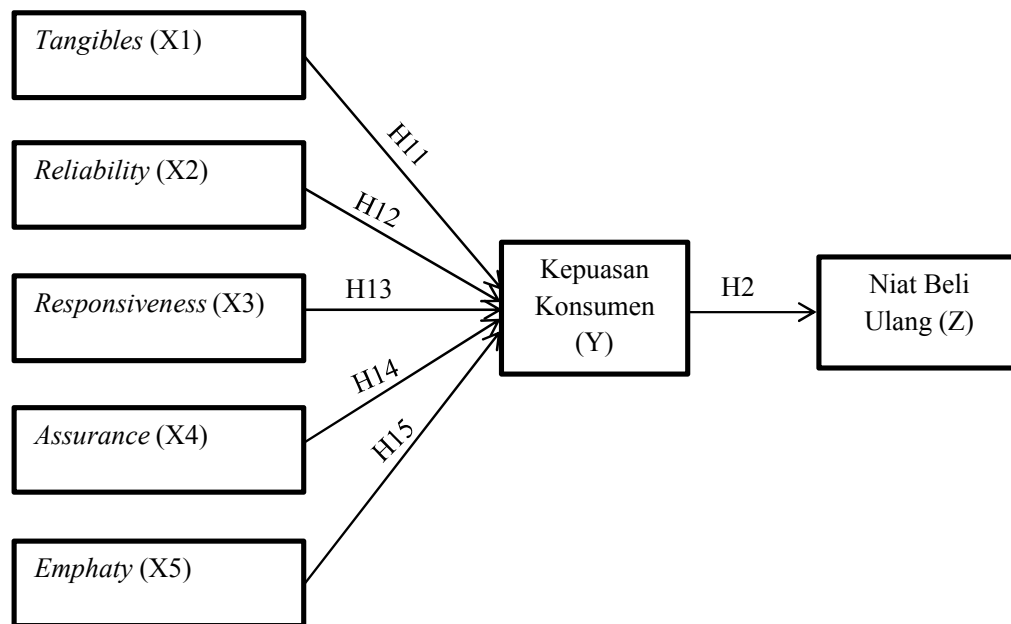 Tangibles (X1)
H11
Reliability (X2)
H12
Responsiveness (X3)
H13
Kepuasan
Konsumen
(Y)
H2
Niat Beli
Ulang (Z)
H14
Assurance (X4)
H15
Emphaty (X5)